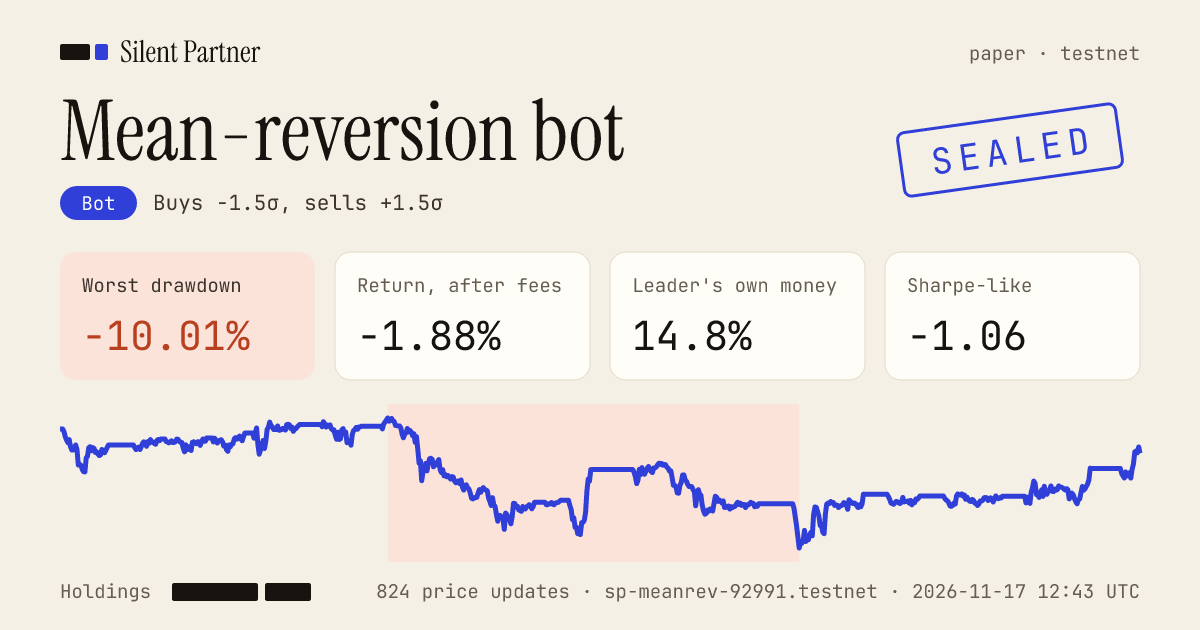 Silent Partner
paper · testnet
Mean-reversion bot
SEALED
Bot
Buys -1.5σ, sells +1.5σ
Worst drawdown
-10.01%
Return, after fees
-1.88%
Leader's own money
14.8%
Sharpe-like
-1.06
Holdings
824 price updates · sp-meanrev-92991.testnet · 2026-11-17 12:43 UTC